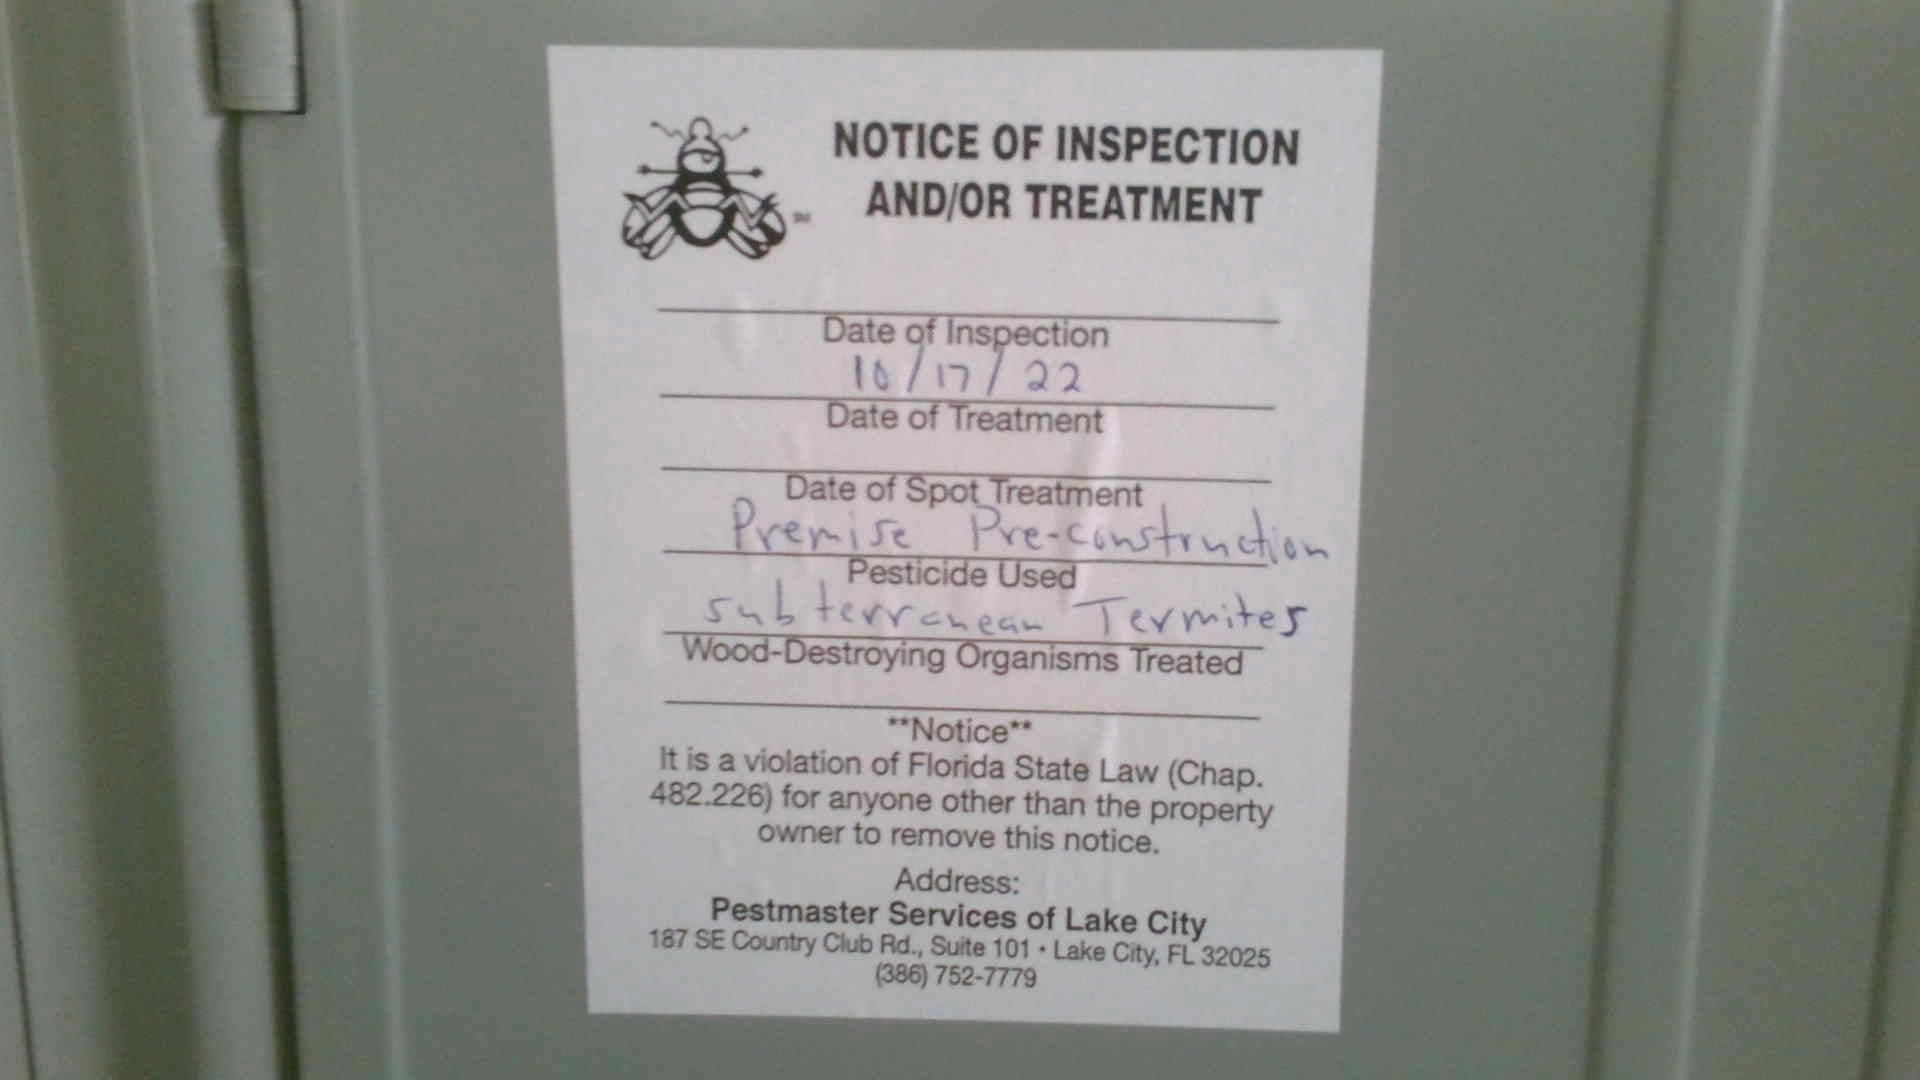 NOTICE OF INSPECTION
AND/OR TREATMENT
SM
Date of Inspection
10/17/22
Date of Treatment
Date of Spot Treatment
Premise Pre-construction
Pesticide Used
subterranean Termites
Wood-Destroying Organisms Treated
**Notice**
It is a violation of Florida State Law (Chap.
482.226) for anyone other than the property
owner to remove this notice.
Address:
Pestmaster Services of Lake City
187 SE Country Club Rd., Suite 101 • Lake City, FL 32025
(386) 752-7779